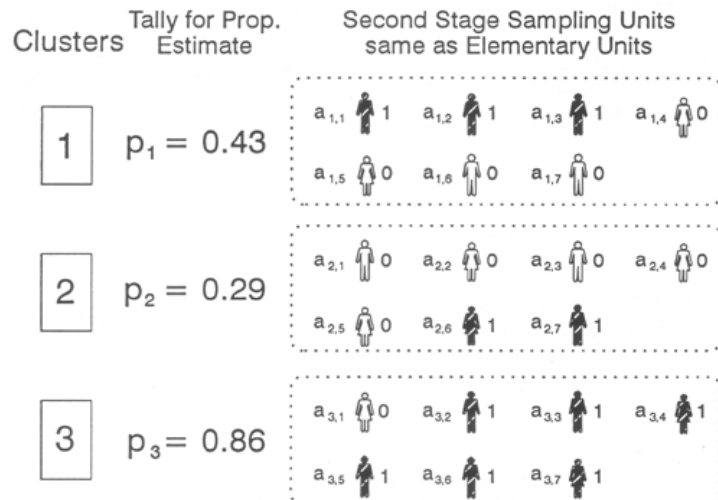 Clusters
Tally for Prop.
Estimate
Second Stage Sampling Units
same as Elementary Units
1
p1 = 0.43
a1,1 1 a1,2 1 a1,3 1 a1,4 0
a1,5 0 a1,6 0 a1,7 0
2
p2 = 0.29
a2,1 0 a2,2 0 a2,3 0 a2,4 0
a2,5 0 a2,6 1 a2,7 1
3
p3 = 0.86
a3,1 0 a3,2 1 a3,3 1 a3,4 1
a3,5 1 a3,6 1 a3,7 1